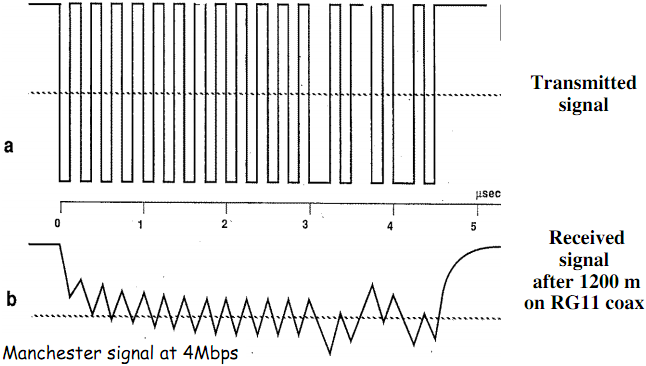 Transmitted
signal
a
µsec
0 1 2 3 4 5
Received
signal
after 1200 m
on RG11 coax
b
Manchester signal at 4Mbps